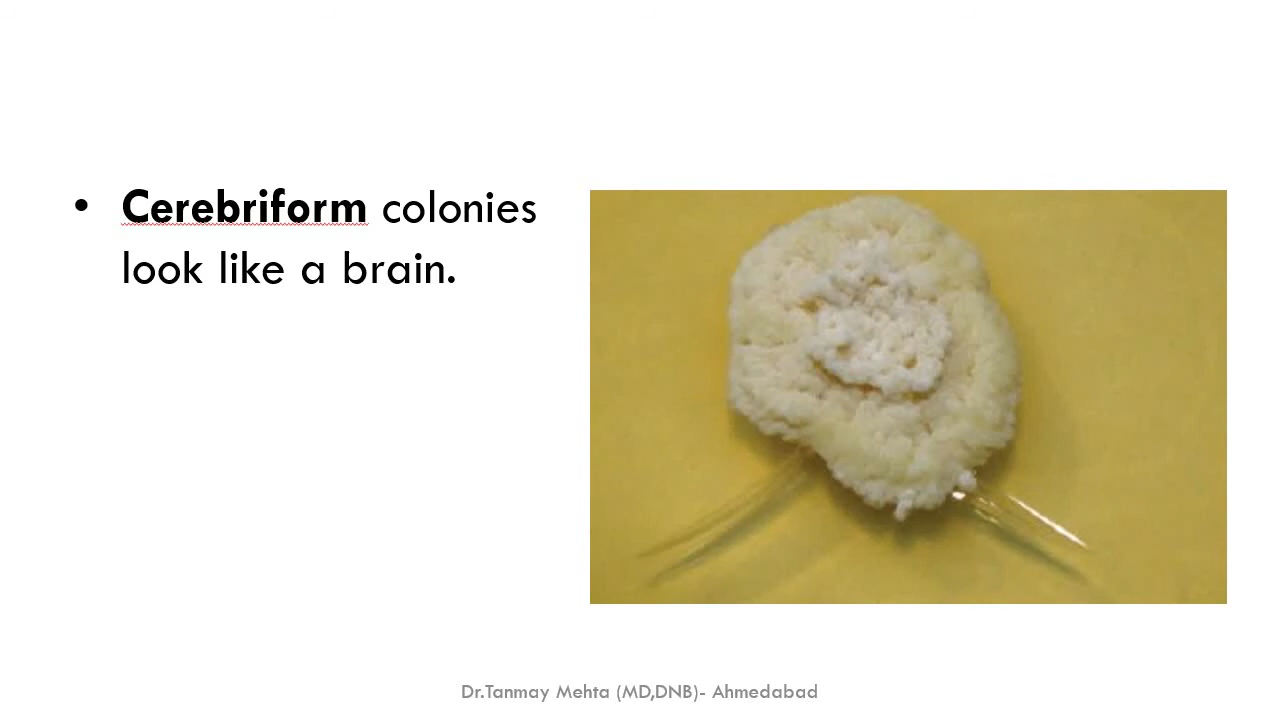 • Cerebriform colonies
look like a brain.
Dr.Tanmay Mehta (MD,DNB)- Ahmedabad